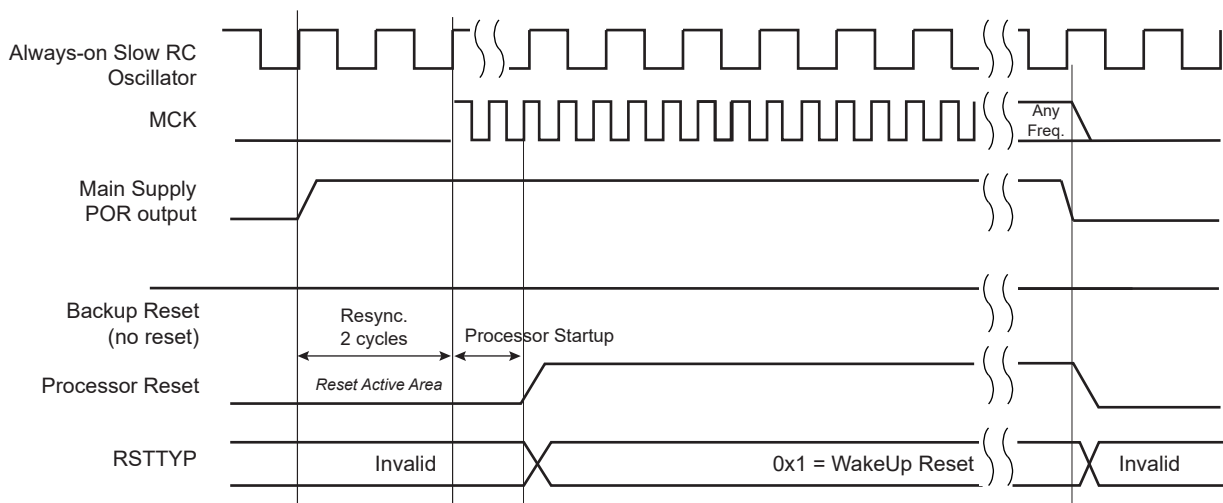 Always-on Slow RC
Oscillator
MCK
Any
Freq.
Main Supply
POR output
Backup Reset
(no reset)
Resync.
2 cycles
Processor Startup
Processor Reset
Reset Active Area
RSTTYP
Invalid
0x1 = WakeUp Reset
Invalid